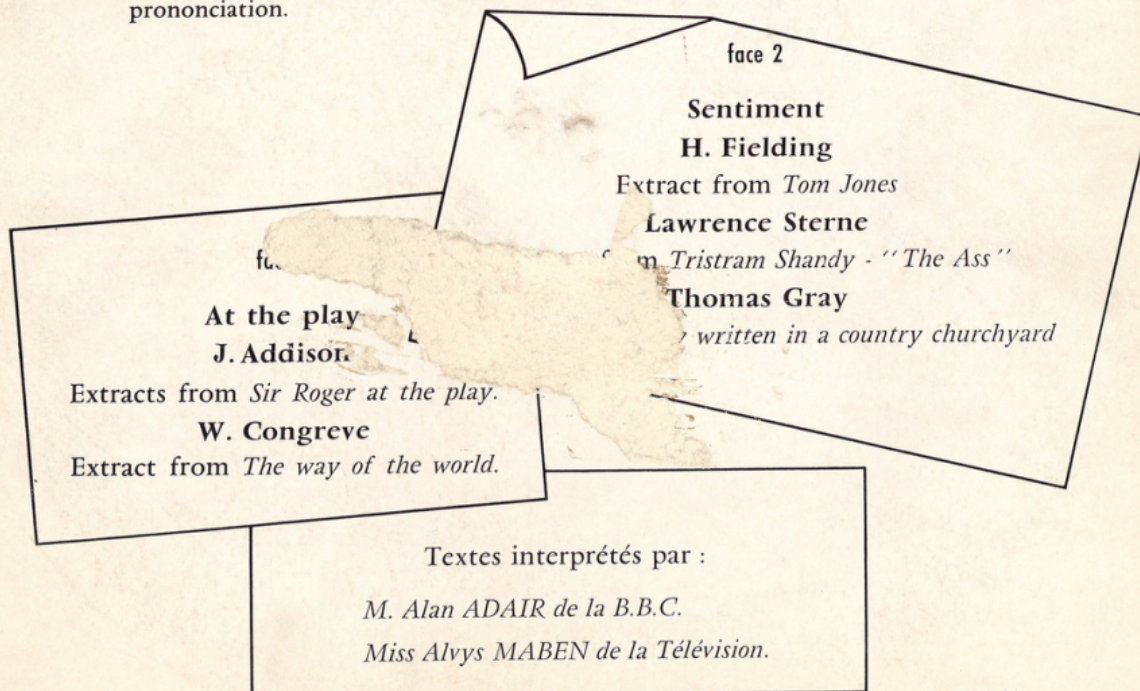 prononciation.
face 2
Sentiment
H. Fielding
Extract from Tom Jones
Lawrence Sterne
Tristram Shandy - "The Ass"
Thomas Gray
written in a country churchyard
At the play
J. Addison
Extracts from Sir Roger at the play.
W. Congreve
Extract from The way of the world.
Textes interprétés par :
M. Alan ADAIR de la B.B.C.
Miss Alvys MABEN de la Télévision.